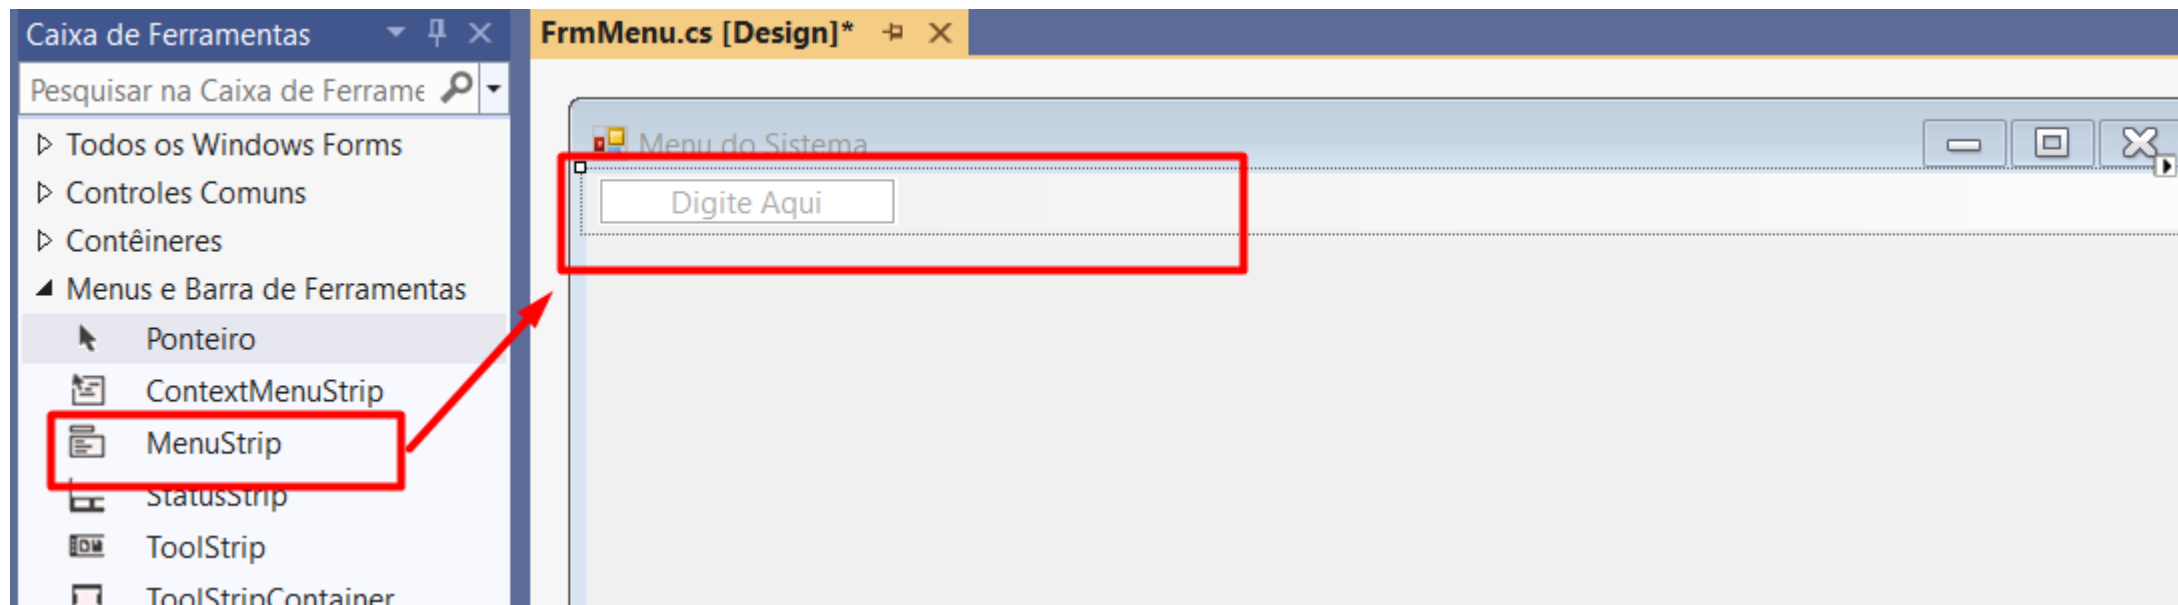 Caixa de Ferramentas
FrmMenu.cs [Design]*
Pesquisar na Caixa de Ferrame
Todos os Windows Forms
Controles Comuns
Contêineres
Menus e Barra de Ferramentas
Ponteiro
ContextMenuStrip
MenuStrip
StatusStrip
ToolStrip
ToolStripContainer
Menu do Sistema
Digite Aqui